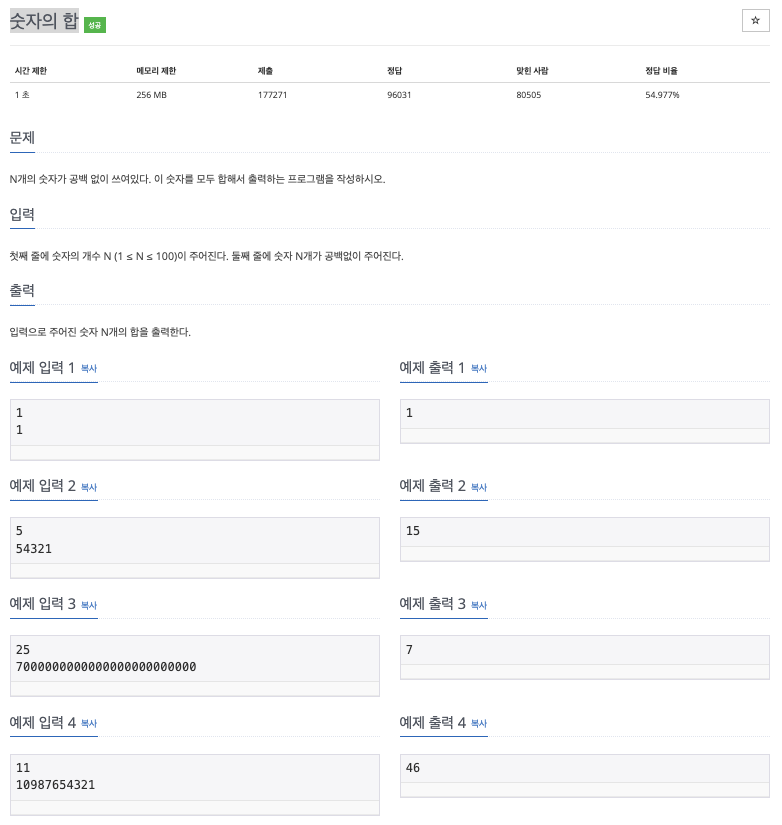 숫자의 합 성공
☆
시간 제한 메모리 제한 제출 정답 맞힌 사람 정답 비율
1 초 256 MB 177271 96031 80505 54.977%
문제
N개의 숫자가 공백 없이 쓰여있다. 이 숫자를 모두 합해서 출력하는 프로그램을 작성하시오.
입력
첫째 줄에 숫자의 개수 N (1 ≤ N ≤ 100)이 주어진다. 둘째 줄에 숫자 N개가 공백없이 주어진다.
출력
입력으로 주어진 숫자 N개의 합을 출력한다.
예제 입력 1 복사
1
1
예제 출력 1 복사
1
예제 입력 2 복사
5
54321
예제 출력 2 복사
15
예제 입력 3 복사
25
7000000000000000000000000
예제 출력 3 복사
7
예제 입력 4 복사
11
10987654321
예제 출력 4 복사
46